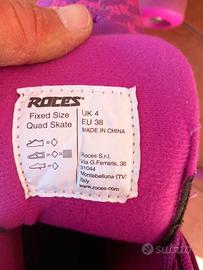 ROCES
Fixed Size
Quad Skate
UK 4
EU 38
MADE IN CHINA
Roces S.r.l.
Via G.Ferraris, 36
31044
Montebelluna (TV)
Italy
www.roces.com
subito